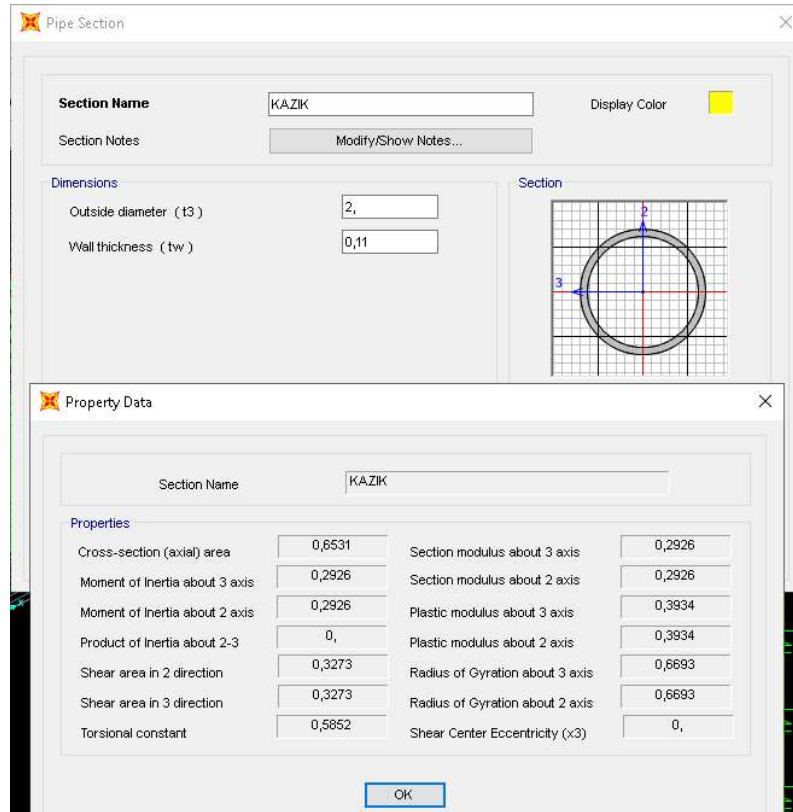 Pipe Section
Section Name KAZIK Display Color
Section Notes Modify/Show Notes...
Dimensions Section
Outside diameter ( t3 ) 2,
Wall thickness ( tw ) 0,11
2
3
Property Data
Section Name KAZIK
Properties
Cross-section (axial) area 0,6531 Section modulus about 3 axis 0,2926
Moment of Inertia about 3 axis 0,2926 Section modulus about 2 axis 0,2926
Moment of Inertia about 2 axis 0,2926 Plastic modulus about 3 axis 0,3934
Product of Inertia about 2-3 0, Plastic modulus about 2 axis 0,3934
Shear area in 2 direction 0,3273 Radius of Gyration about 3 axis 0,6693
Shear area in 3 direction 0,3273 Radius of Gyration about 2 axis 0,6693
Torsional constant 0,5852 Shear Center Eccentricity (x3) 0,
OK